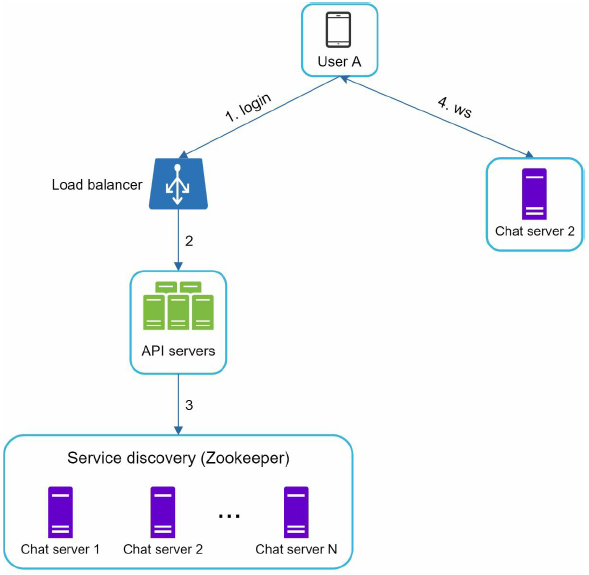 User A
1. login
4. ws
Load balancer
Chat server 2
2
API servers
3
Service discovery (Zookeeper)
...
Chat server 1
Chat server 2
Chat server N